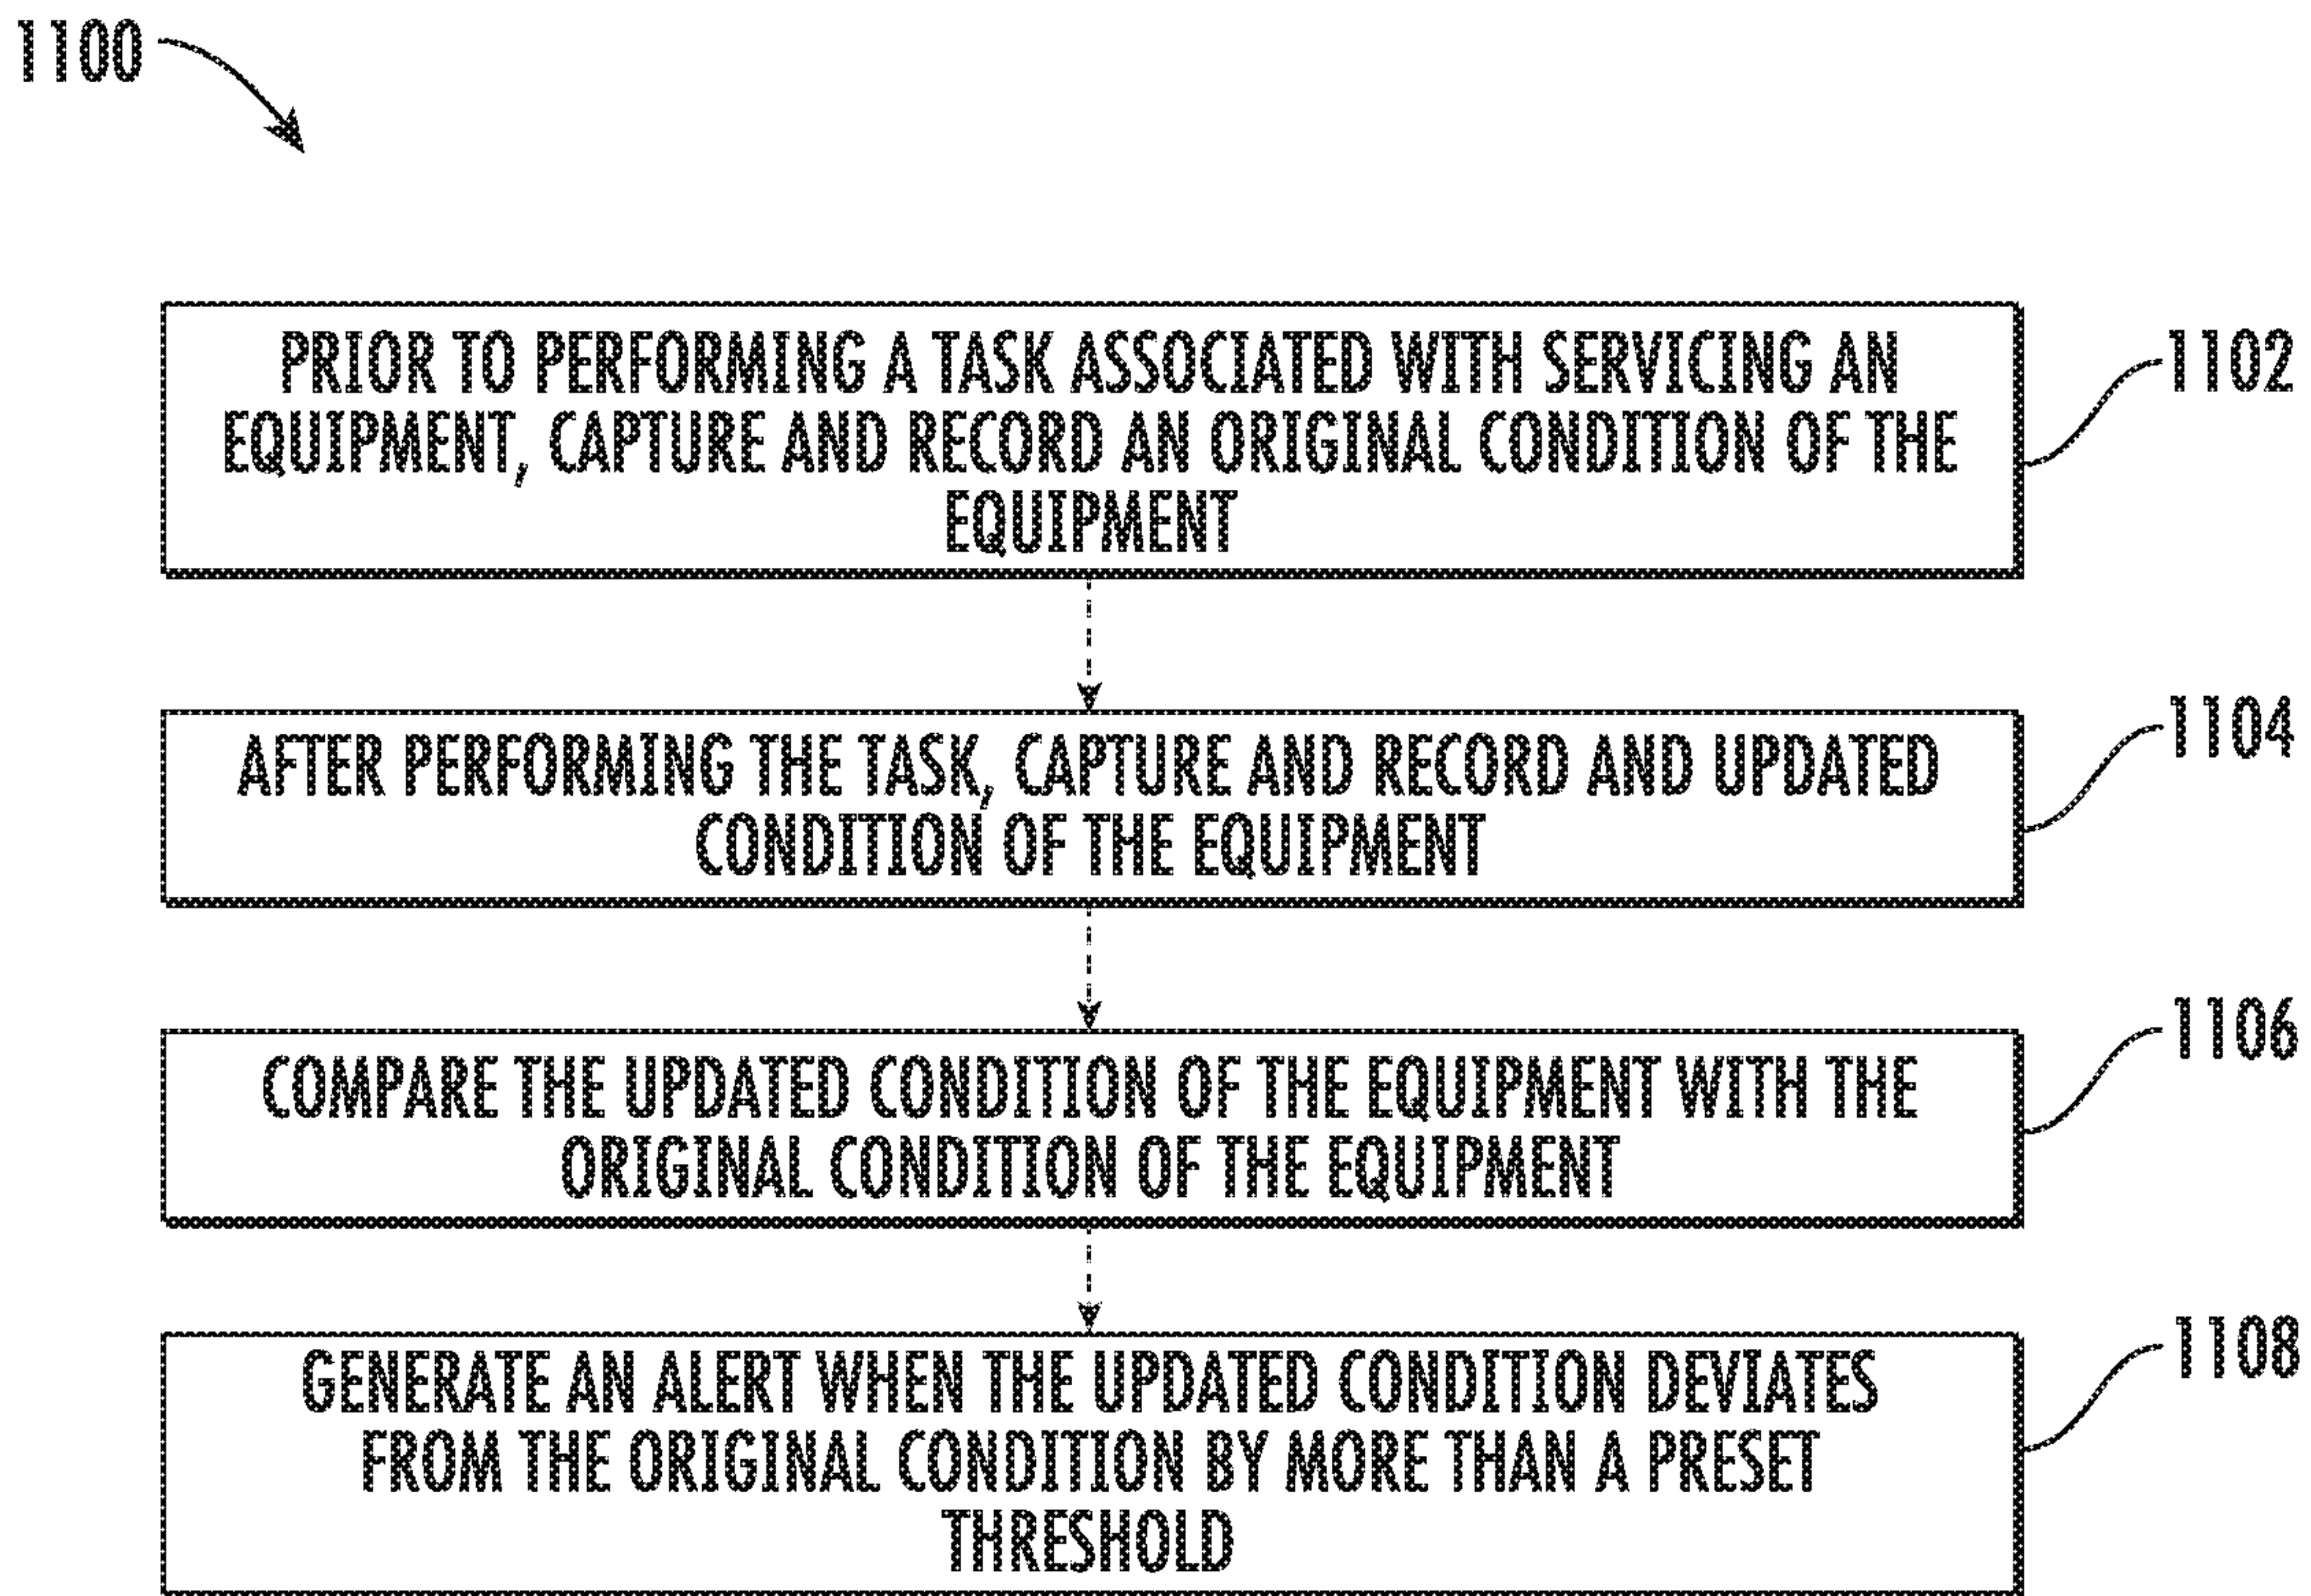 1100
PRIOR TO PERFORMING A TASK ASSOCIATED WITH SERVICING AN
EQUIPMENT, CAPTURE AND RECORD AN ORIGINAL CONDITION OF THE
EQUIPMENT
1102
AFTER PERFORMING THE TASK, CAPTURE AND RECORD AND UPDATED
CONDITION OF THE EQUIPMENT
1104
COMPARE THE UPDATED CONDITION OF THE EQUIPMENT WITH THE
ORIGINAL CONDITION OF THE EQUIPMENT
1106
GENERATE AN ALERT WHEN THE UPDATED CONDITION DEVIATES
FROM THE ORIGINAL CONDITION BY MORE THAN A PRESET
THRESHOLD
1108